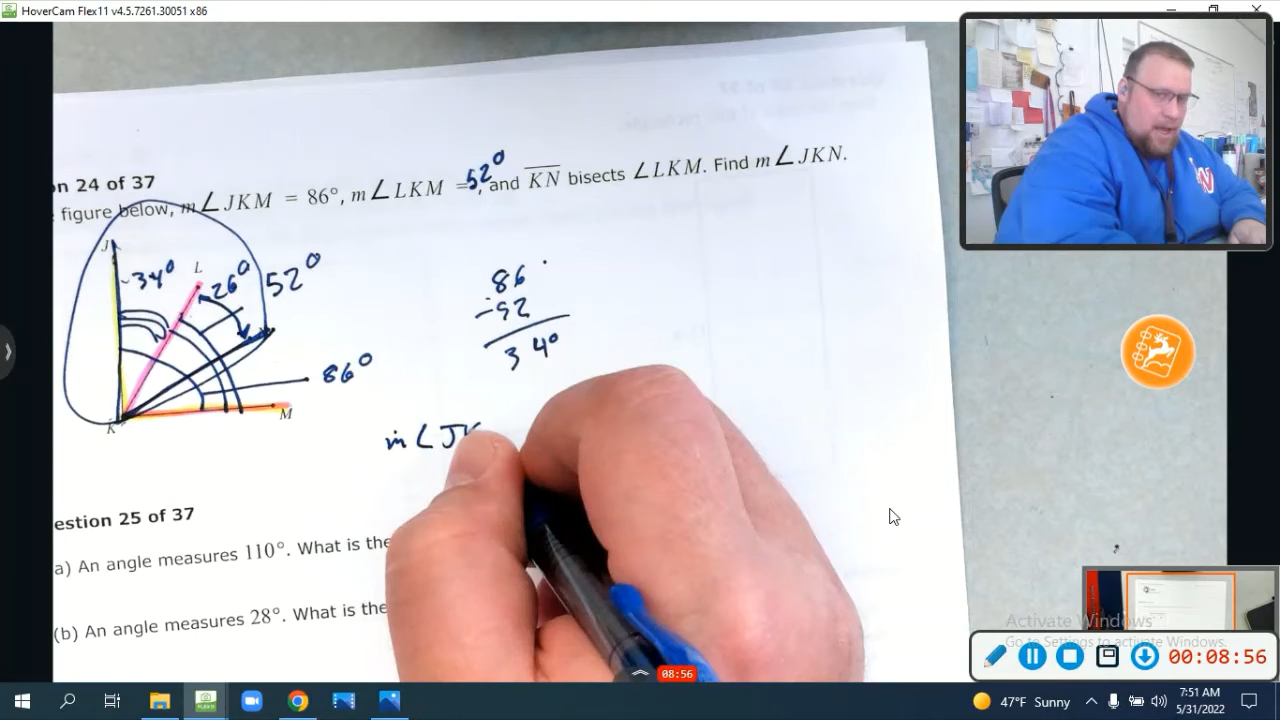 HoverCam Flex11 v4.5.7261.30051 x86
n 24 of 37
figure below, m∠JKM = 86°, m∠LKM = 52°, and KN bisects ∠LKM. Find m∠JKN.
J
34°
L
26°
52°
86°
K
M
86
-52
34°
m∠JK
estion 25 of 37
a) An angle measures 110°. What is the
(b) An angle measures 28°. What is the
N
Activate Windows
Go to Settings to activate Windows.
00:08:56
08:56
47°F Sunny
7:51 AM
5/31/2022